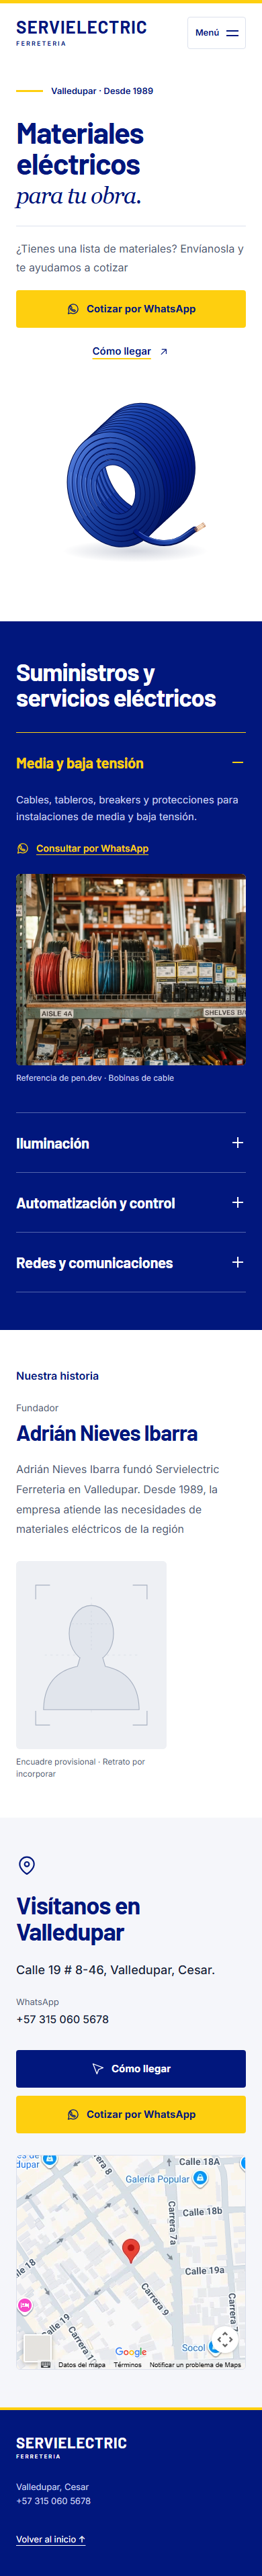 SERVIELECTRIC
FERRETERIA
Menú
Valledupar · Desde 1989
Materiales
eléctricos
para tu obra.
¿Tienes una lista de materiales? Envíanosla y
te ayudamos a cotizar
Cotizar por WhatsApp
Cómo llegar
Suministros y
servicios eléctricos
Media y baja tensión
Cables, tableros, breakers y protecciones para
instalaciones de media y baja tensión.
Consultar por WhatsApp
AISLE 4A
SHELVES B/
Referencia de pen.dev · Bobinas de cable
Iluminación
Automatización y control
Redes y comunicaciones
Nuestra historia
Fundador
Adrián Nieves Ibarra
Adrián Nieves Ibarra fundó Servielectric
Ferreteria en Valledupar. Desde 1989, la
empresa atiende las necesidades de
materiales eléctricos de la región
Encuadre provisional · Retrato por
incorporar
Visítanos en
Valledupar
Calle 19 # 8-46, Valledupar, Cesar.
WhatsApp
+57 315 060 5678
Cómo llegar
Cotizar por WhatsApp
Calle 18A
dupar
Galería Popular
Calle 18b
Carrera 7a
Calle 19a
Carrera 9
Calle 19
Socol
Google
Datos del mapa
Términos
Notificar un problema de Maps
SERVIELECTRIC
FERRETERIA
Valledupar, Cesar
+57 315 060 5678
Volver al inicio ↑